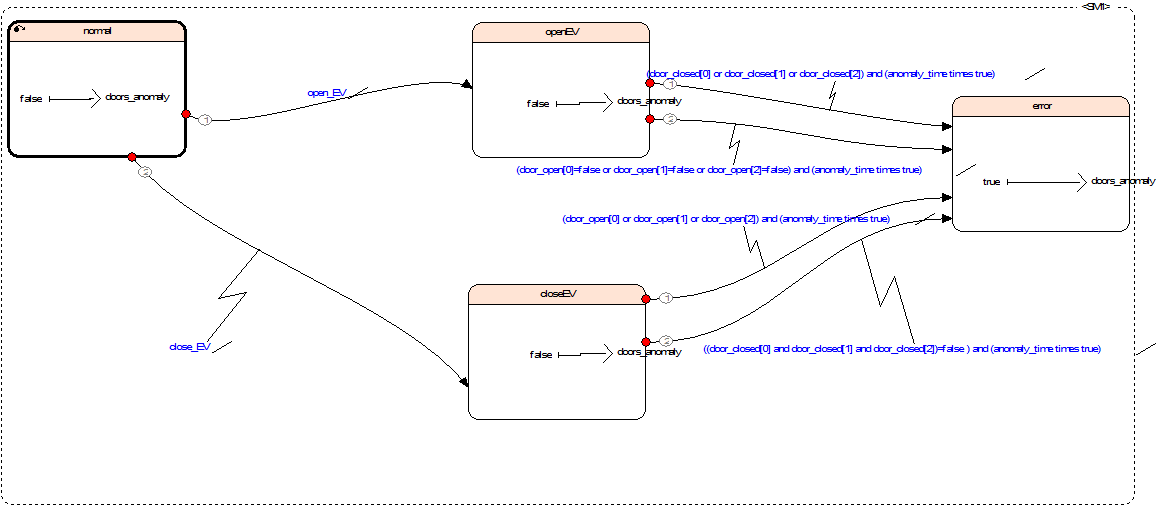 <SM1>
normal
false
doors_anomaly
1
2
open_EV
close_EV
openEV
false
doors_anomaly
1
2
(door_closed[0] or door_closed[1] or door_closed[2]) and (anomaly_time times true)
(door_open[0]=false or door_open[1]=false or door_open[2]=false) and (anomaly_time times true)
error
true
doors_anomaly
(door_open[0] or door_open[1] or door_open[2]) and (anomaly_time times true)
closeEV
false
doors_anomaly
1
2
((door_closed[0] and door_closed[1] and door_closed[2])=false ) and (anomaly_time times true)